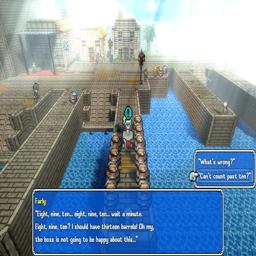 "What's wrong?"
"Can't count past ten?"
Farly
"Eight, nine, ten... eight, nine, ten... wait a minute.
Eight, nine, ten? I should have thirteen barrels! Oh my,
the boss is not going to be happy about this..."